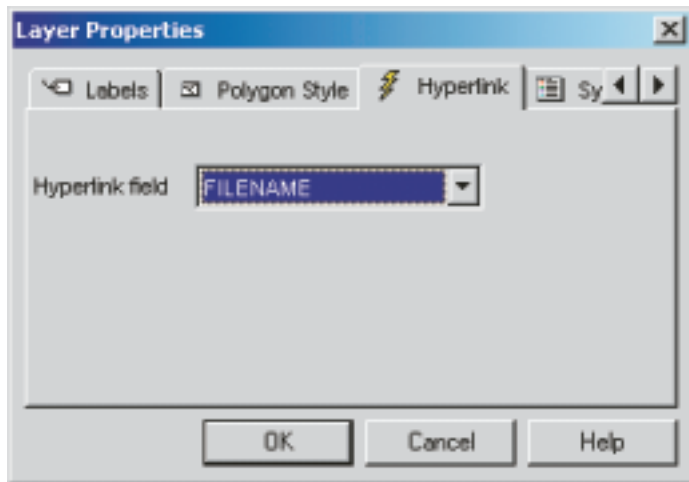 Layer Properties
Labels Polygon Style Hyperlink Sy
Hyperlink field FILENAME
OK Cancel Help